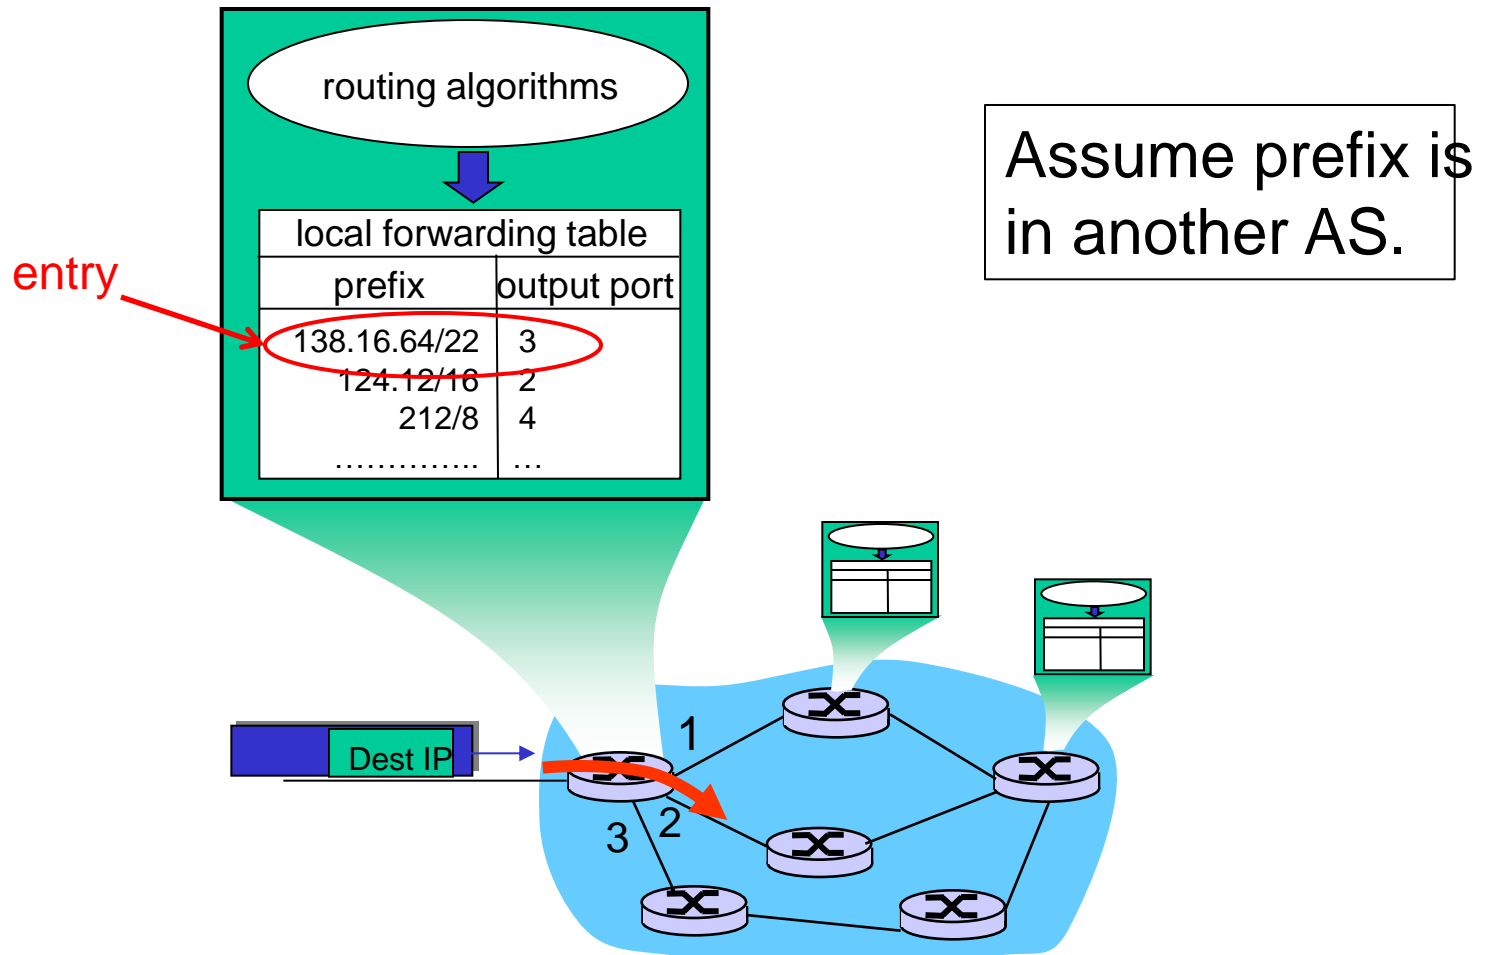 routing algorithms
Assume prefix is
in another AS.
local forwarding table
entry
prefix output port
138.16.64/22 3
124.12/16 2
212/8 4
………….. …
1
Dest IP
2
3